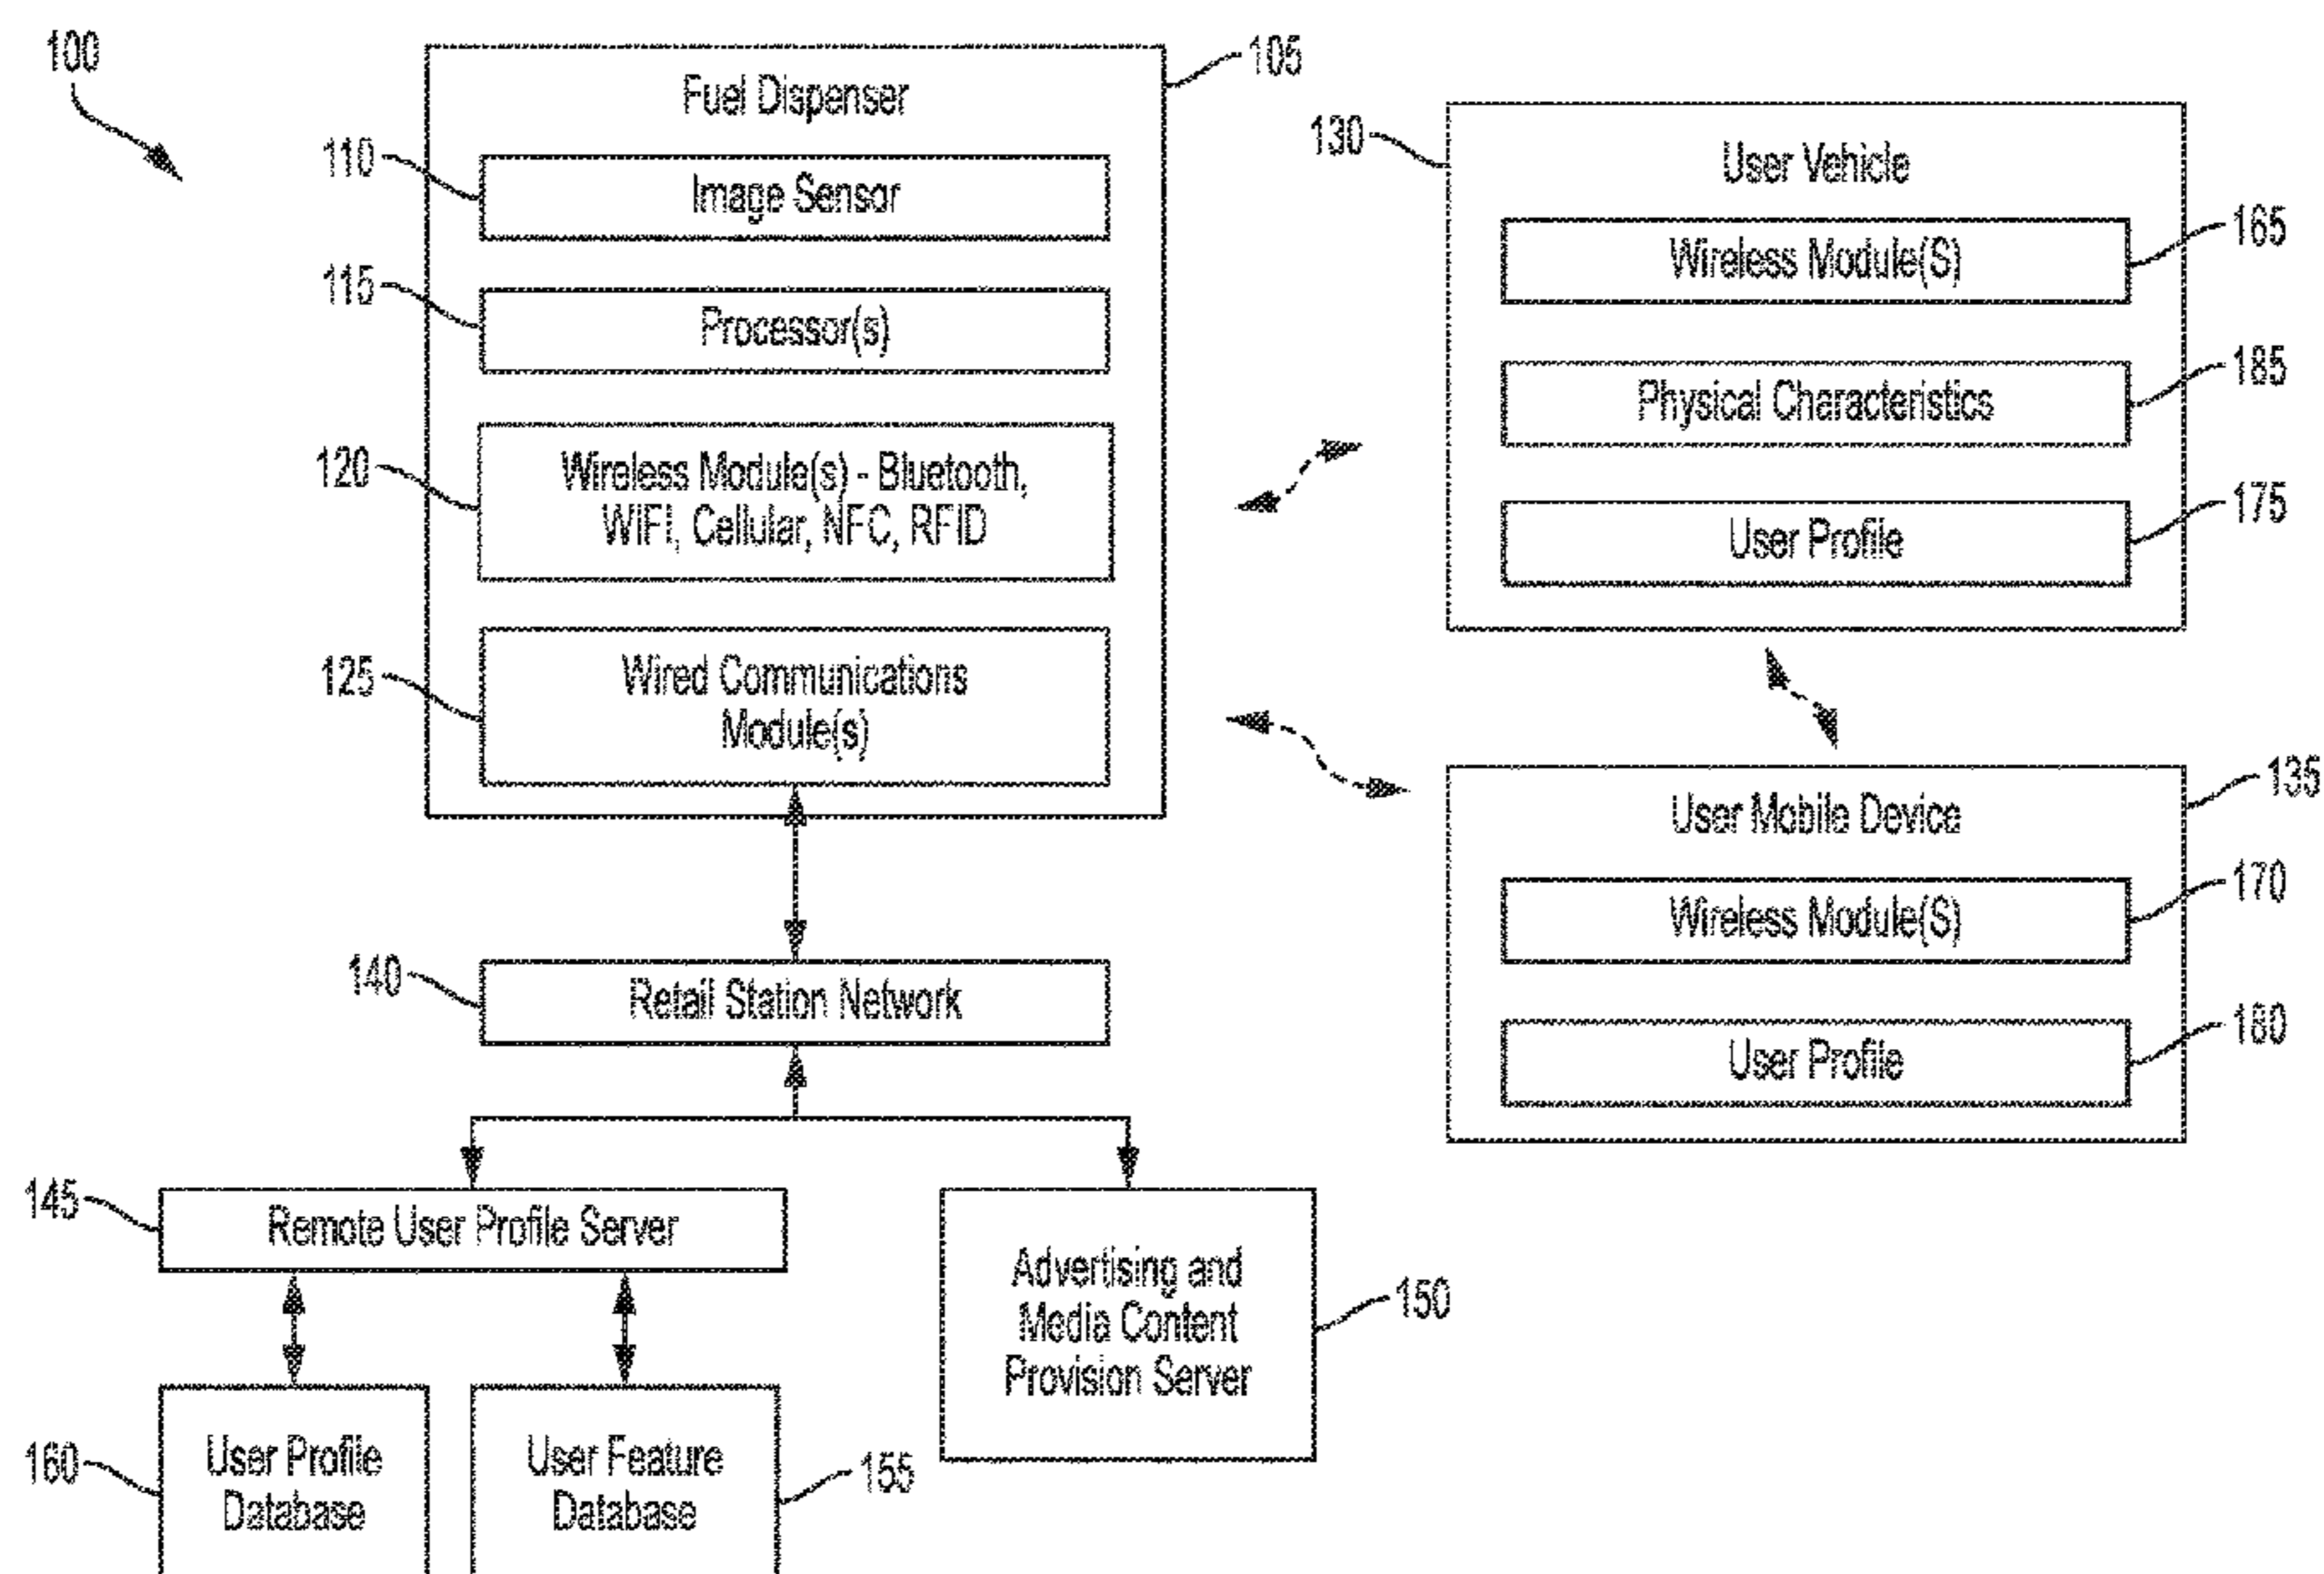 100
105
Fuel Dispenser
110
Image Sensor
115
Processor(s)
120
Wireless Module(s) - Bluetooth,
WIFI, Cellular, NFC, RFID
125
Wired Communications
Module(s)
130
User Vehicle
165
Wireless Module(S)
185
Physical Characteristics
175
User Profile
135
User Mobile Device
170
Wireless Module(S)
180
User Profile
140
Retail Station Network
145
Remote User Profile Server
150
Advertising and
Media Content
Provision Server
160
User Profile
Database
155
User Feature
Database